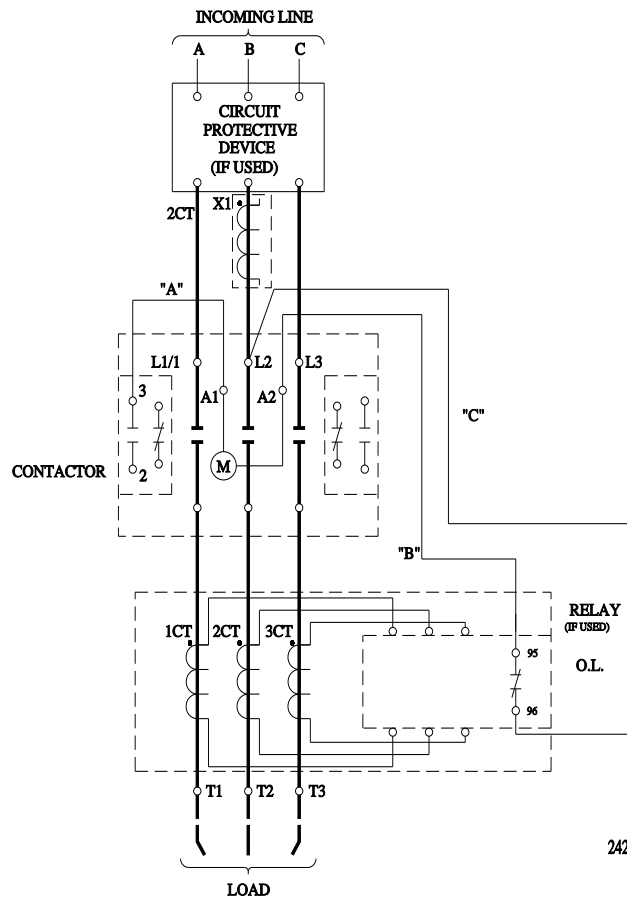 INCOMING LINE
A B C
CIRCUIT
PROTECTIVE
DEVICE
(IF USED)
2CT X1
"A"
L1/1 L2 L3
3 A1 A2
"C"
2 M
CONTACTOR
"B"
RELAY
(IF USED)
1CT 2CT 3CT
95
O.L.
96
T1 T2 T3
242
LOAD